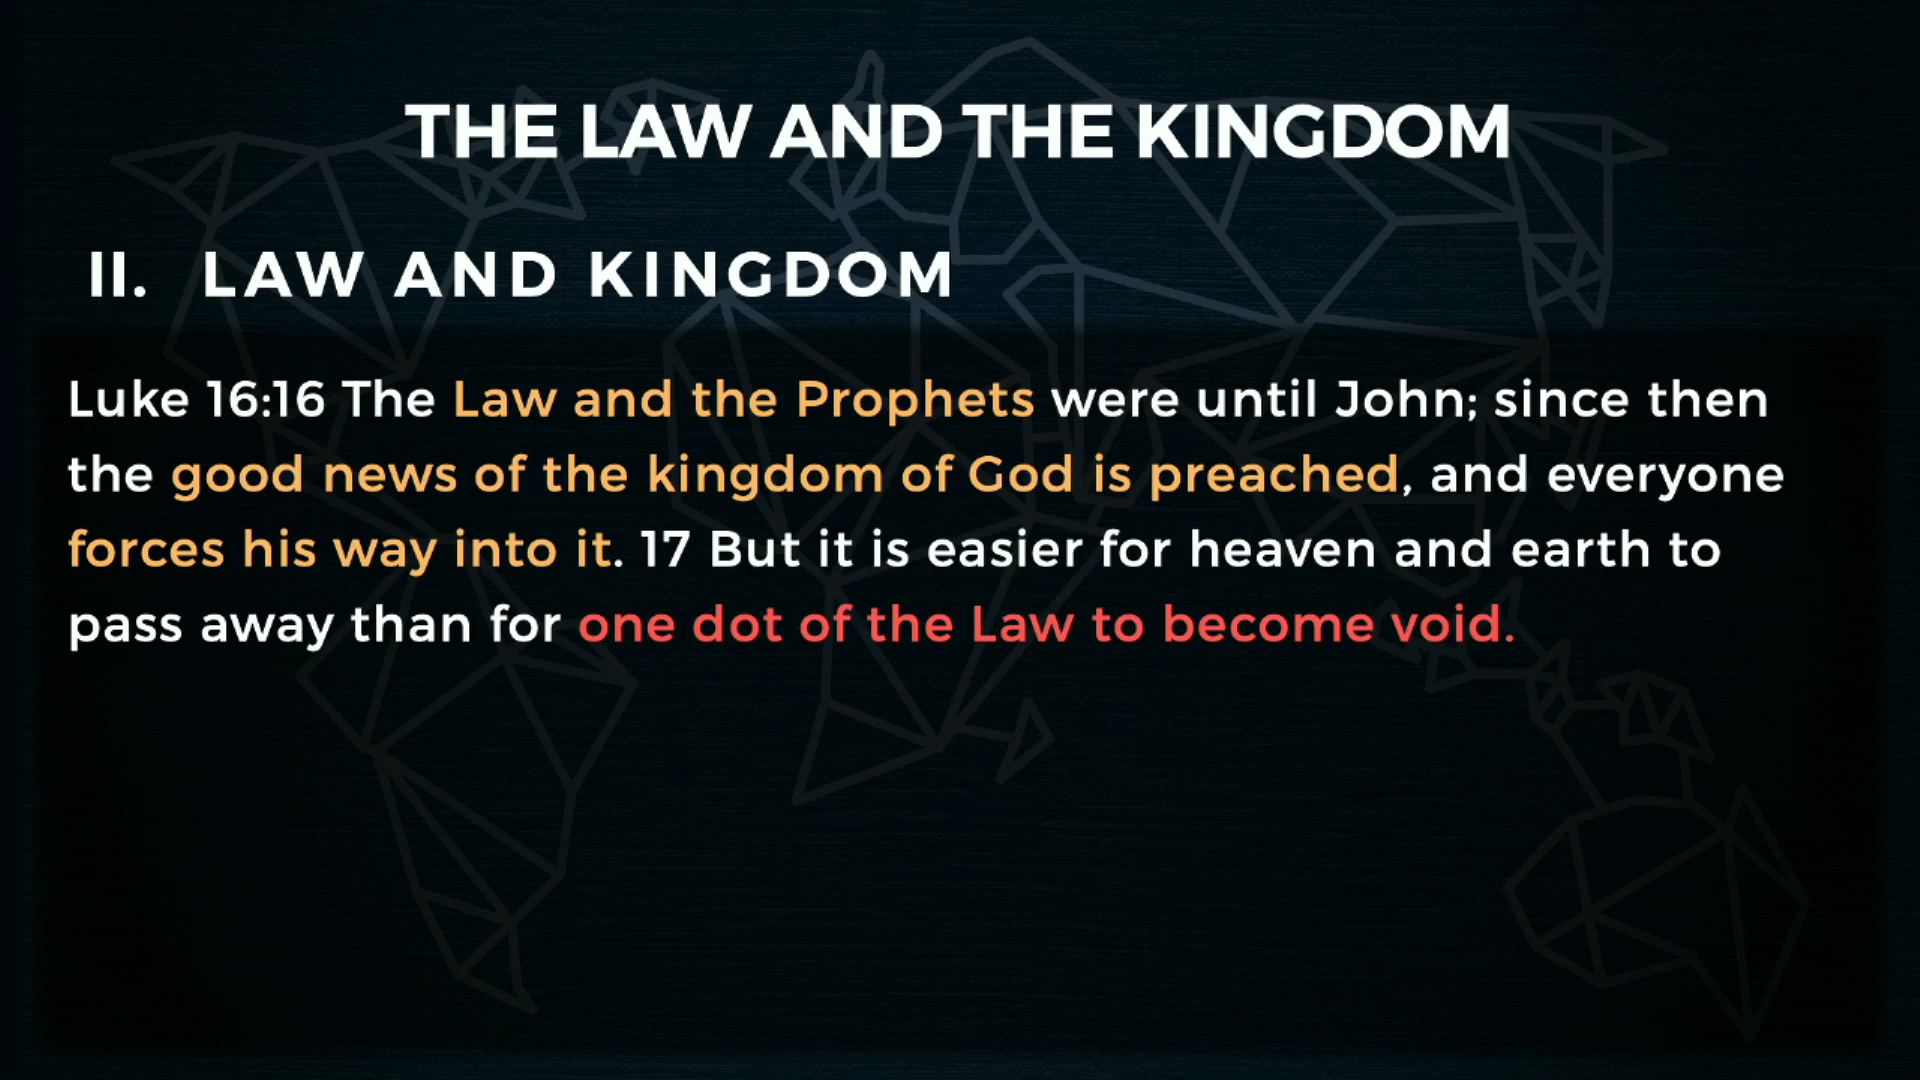 THE LAW AND THE KINGDOM
II. LAW AND KINGDOM
Luke 16:16 The Law and the Prophets were until John; since then
the good news of the kingdom of God is preached, and everyone
forces his way into it. 17 But it is easier for heaven and earth to
pass away than for one dot of the Law to become void.